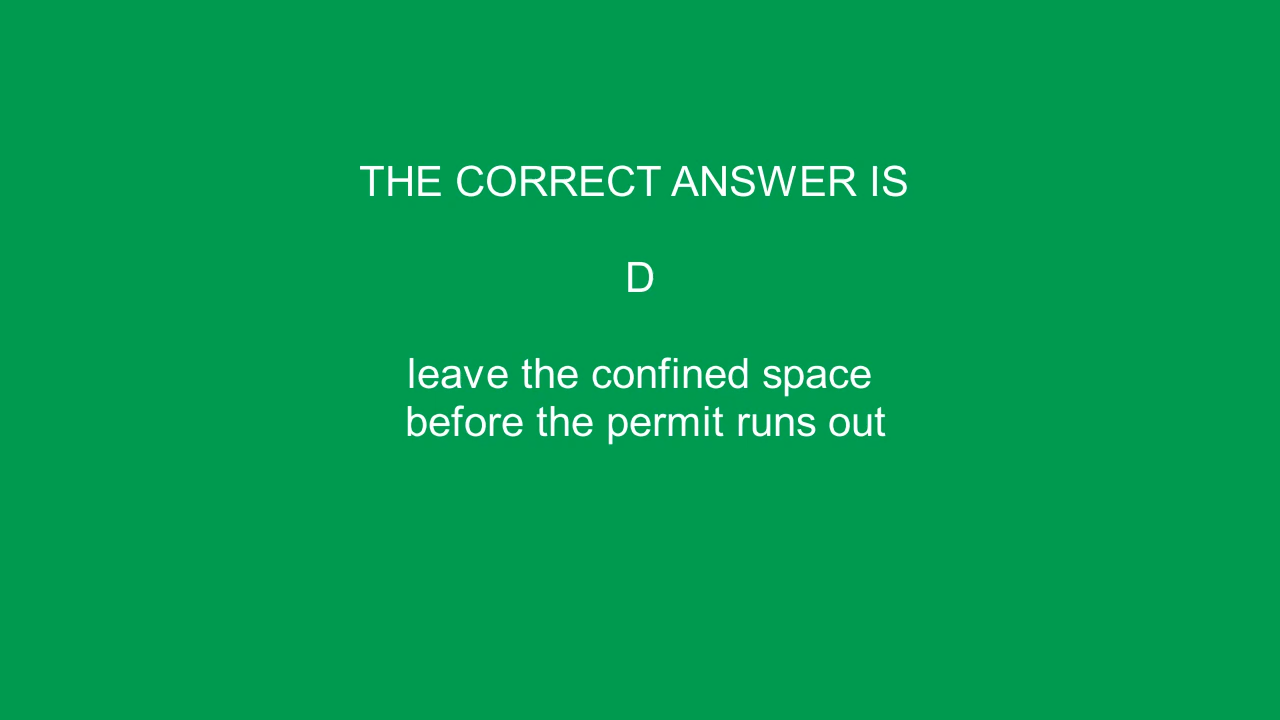 THE CORRECT ANSWER IS
D
leave the confined space
before the permit runs out